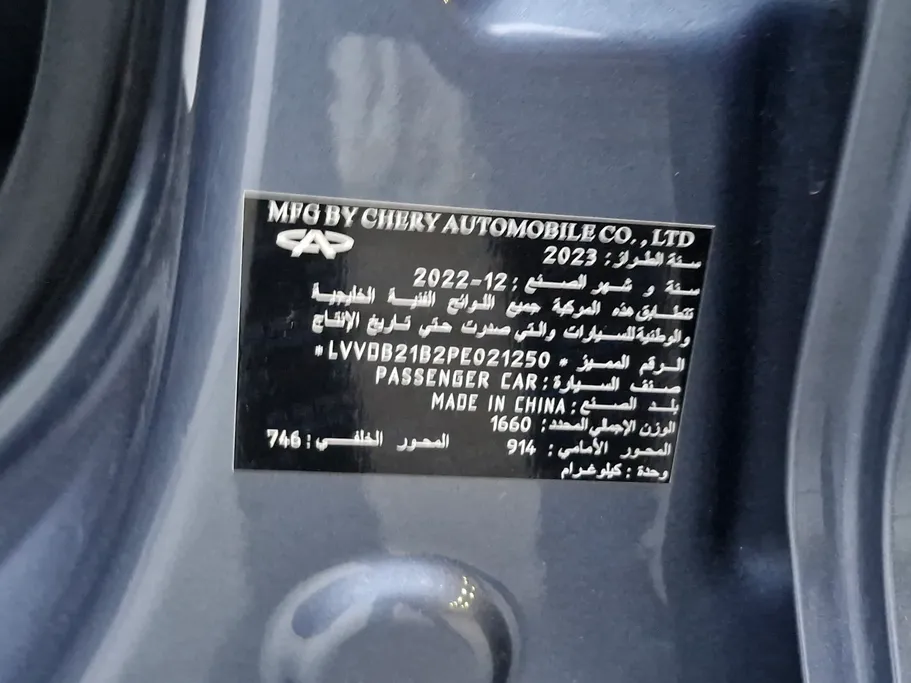 MFG BY CHERY AUTOMOBILE CO., LTD
سنة الطراز: 2023
سنة و شهر الصنع: 2022-12
تتطابق هذه المركبة جميع اللوائح الفنية الخليجية
والوطنية للسيارات والتي صدرت حتي تاريخ الإنتاج
الرقم المميز * LVVDB21B2PE021250*
صنف السيارة: PASSENGER CAR
بلد الصنع: MADE IN CHINA
الوزن الإجمالي المحدد: 1660
المحور الأمامي: 914 المحور الخلفي: 746
وحدة: كيلوغرام